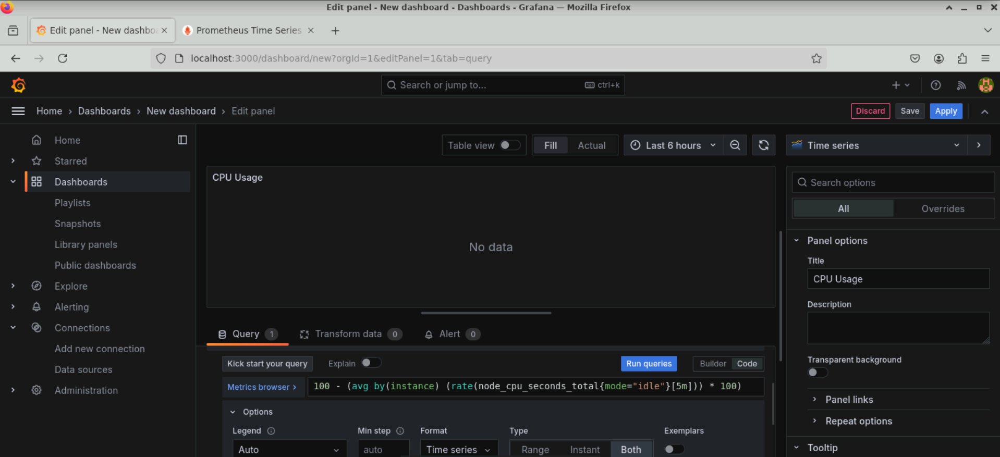 Edit panel - New dashboard - Dashboards - Grafana — Mozilla Firefox
Edit panel - New dashbo
Prometheus Time Series
localhost:3000/dashboard/new?orgId=1&editPanel=1&tab=query
Search or jump to...
ctrl+k
Home › Dashboards › New dashboard › Edit panel
Discard
Save
Apply
Home
Starred
Dashboards
Playlists
Snapshots
Library panels
Public dashboards
Explore
Alerting
Connections
Add new connection
Data sources
Administration
Table view
Fill
Actual
Last 6 hours
CPU Usage
No data
Query 1
Transform data 0
Alert 0
Kick start your query
Explain
Run queries
Builder
Code
Metrics browser ›
100 - (avg by(instance) (rate(node_cpu_seconds_total{mode="idle"}[5m])) * 100)
Options
Legend
Min step
Format
Type
Exemplars
Auto
auto
Time series
Range
Instant
Both
Time series
Search options
All
Overrides
Panel options
Title
CPU Usage
Description
Transparent background
Panel links
Repeat options
Tooltip